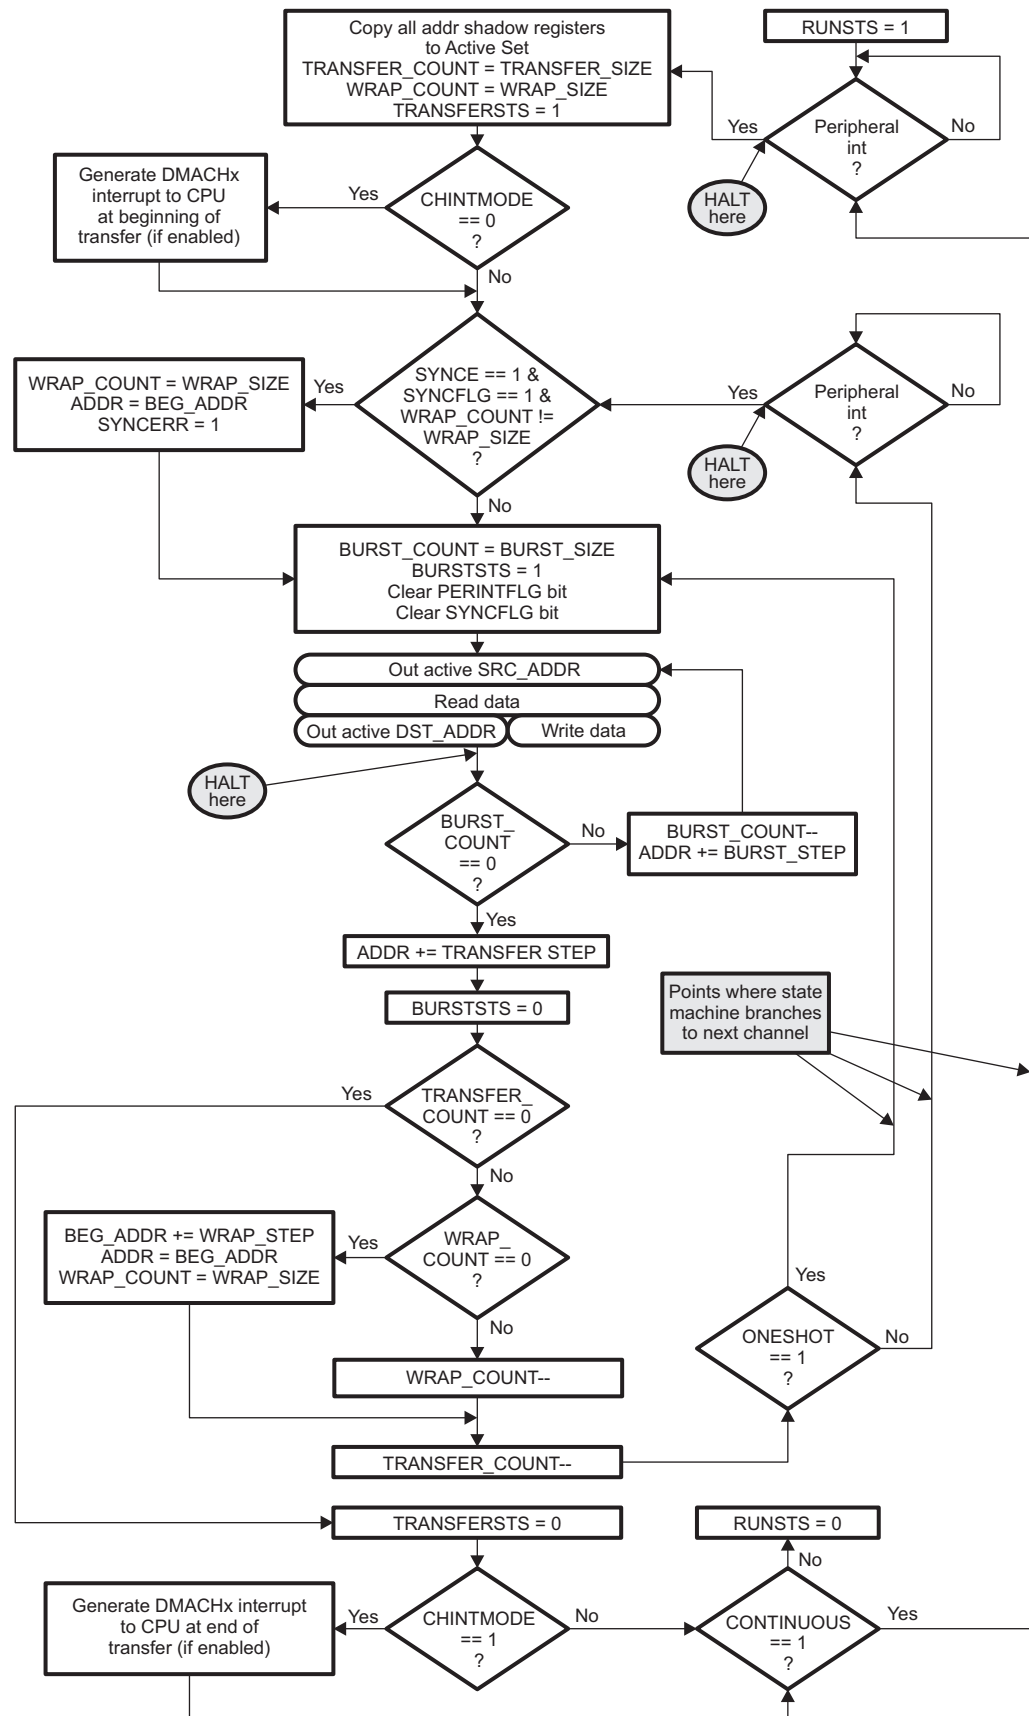 Copy all addr shadow registers
to Active Set
TRANSFER_COUNT = TRANSFER_SIZE
WRAP_COUNT = WRAP_SIZE
TRANSFERSTS = 1
RUNSTS = 1
Peripheral
int
?
Yes
No
HALT
here
CHINTMODE
== 0
?
Yes
No
Generate DMACHx
interrupt to CPU
at beginning of
transfer (if enabled)
SYNCE == 1 &
SYNCFLG == 1 &
WRAP_COUNT !=
WRAP_SIZE
?
Yes
No
WRAP_COUNT = WRAP_SIZE
ADDR = BEG_ADDR
SYNCERR = 1
Peripheral
int
?
Yes
No
HALT
here
BURST_COUNT = BURST_SIZE
BURSTSTS = 1
Clear PERINTFLG bit
Clear SYNCFLG bit
Out active SRC_ADDR
Read data
Out active DST_ADDR
Write data
HALT
here
BURST_
COUNT
== 0
?
No
Yes
BURST_COUNT--
ADDR += BURST_STEP
ADDR += TRANSFER STEP
BURSTSTS = 0
Points where state
machine branches
to next channel
TRANSFER_
COUNT == 0
?
Yes
No
WRAP_
COUNT == 0
?
Yes
No
BEG_ADDR += WRAP_STEP
ADDR = BEG_ADDR
WRAP_COUNT = WRAP_SIZE
WRAP_COUNT--
TRANSFER_COUNT--
ONESHOT
== 1
?
Yes
No
TRANSFERSTS = 0
RUNSTS = 0
CHINTMODE
== 1
?
Yes
No
Generate DMACHx interrupt
to CPU at end of
transfer (if enabled)
CONTINUOUS
== 1
?
No
Yes